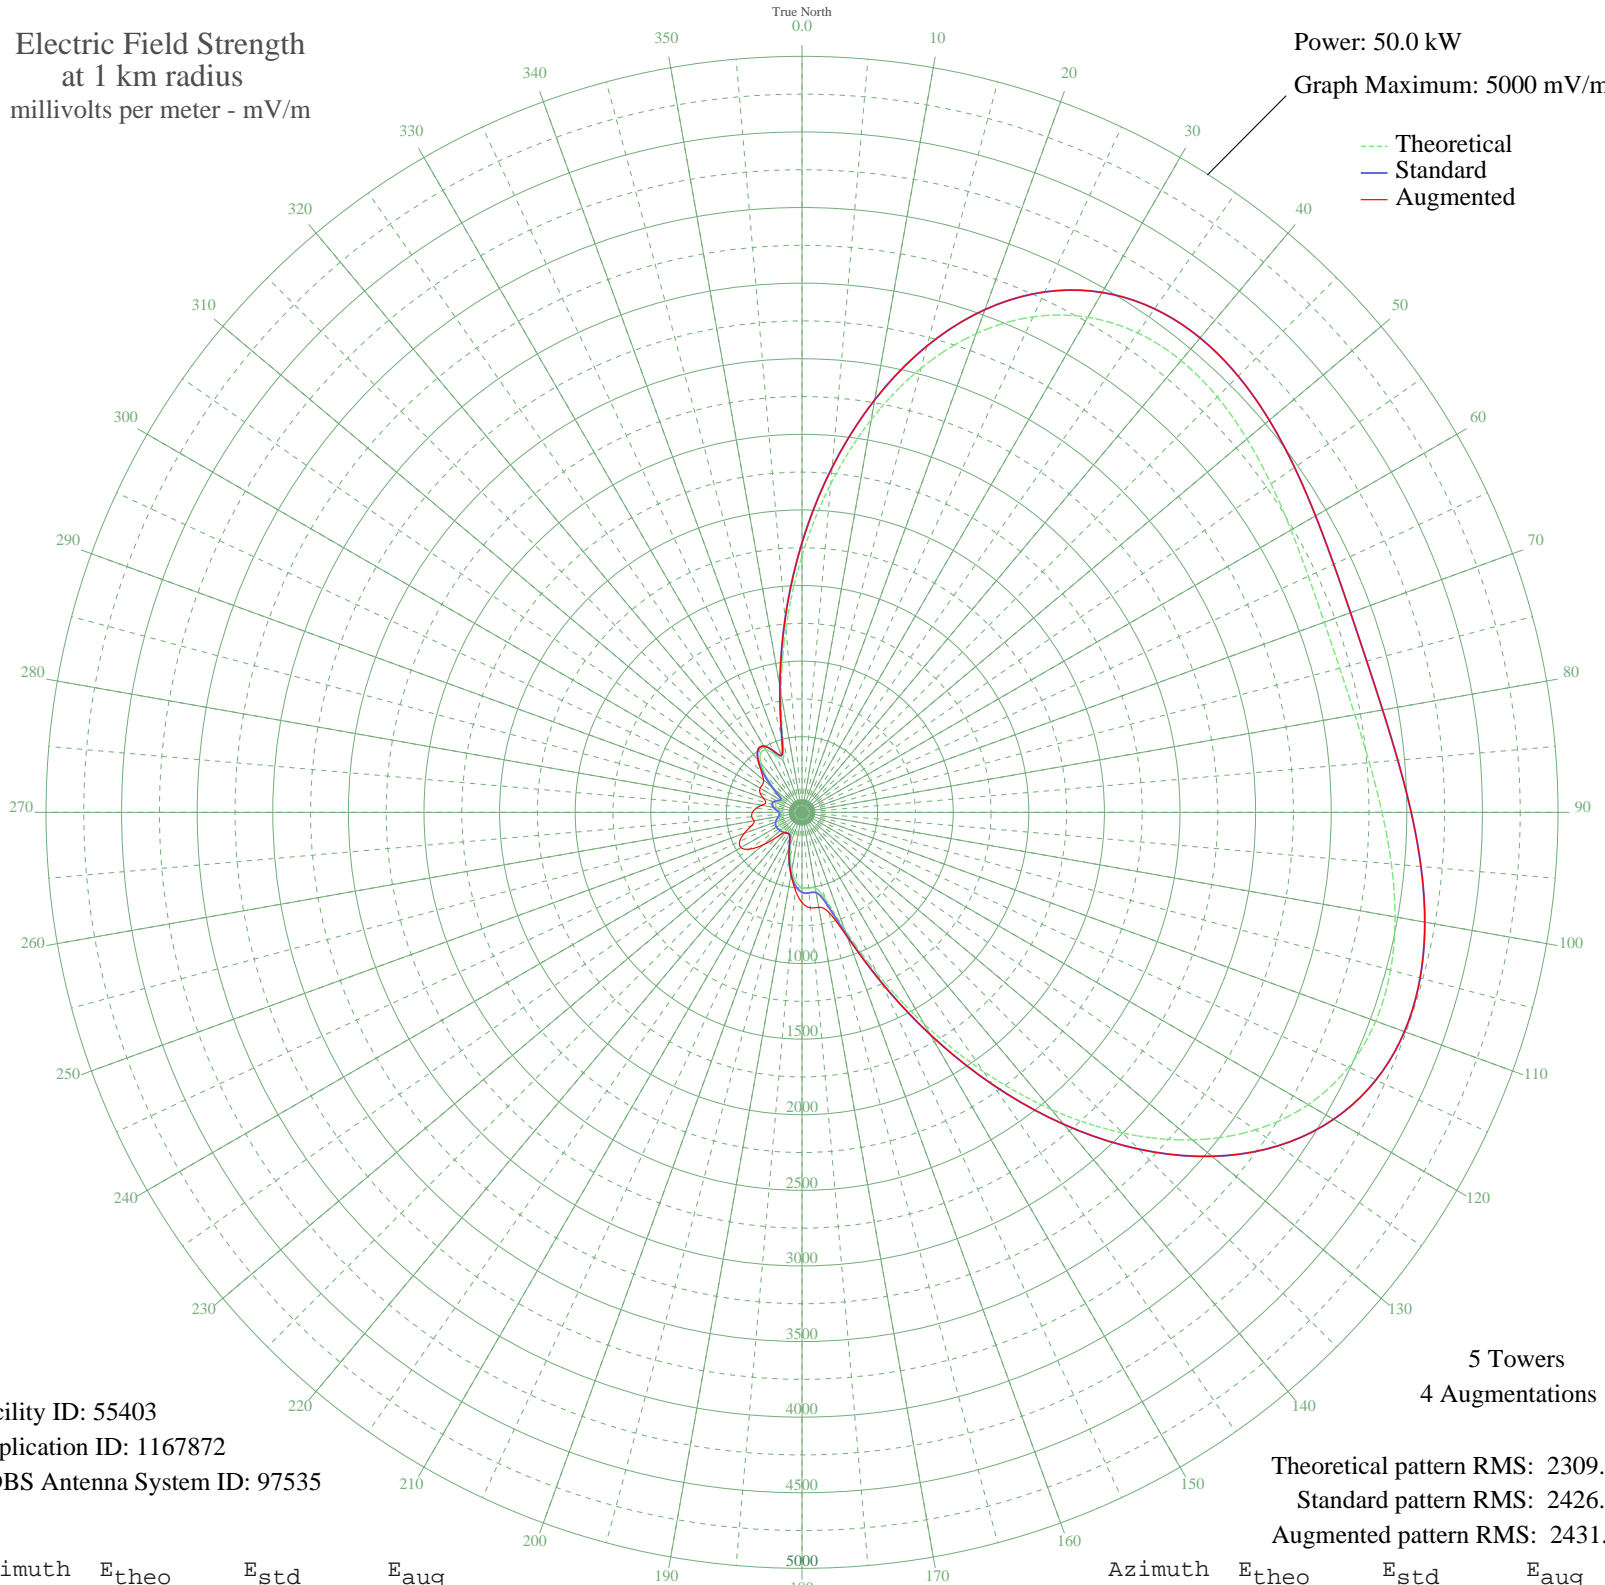 True North
0.0
Electric Field Strength
at 1 km radius
millivolts per meter - mV/m
Power: 50.0 kW
Graph Maximum: 5000 mV/m
Theoretical
Standard
Augmented
10
20
30
40
50
60
70
80
90
100
110
120
130
140
150
160
170
190
200
210
220
230
240
250
260
270
280
290
300
310
320
330
340
350
1000
1500
2000
2500
3000
3500
4000
4500
5000
5 Towers
4 Augmentations
cility ID: 55403
plication ID: 1167872
DBS Antenna System ID: 97535
Theoretical pattern RMS: 2309.
Standard pattern RMS: 2426.
Augmented pattern RMS: 2431.
imuth Etheo Estd Eaug
Azimuth Etheo Estd Eaug